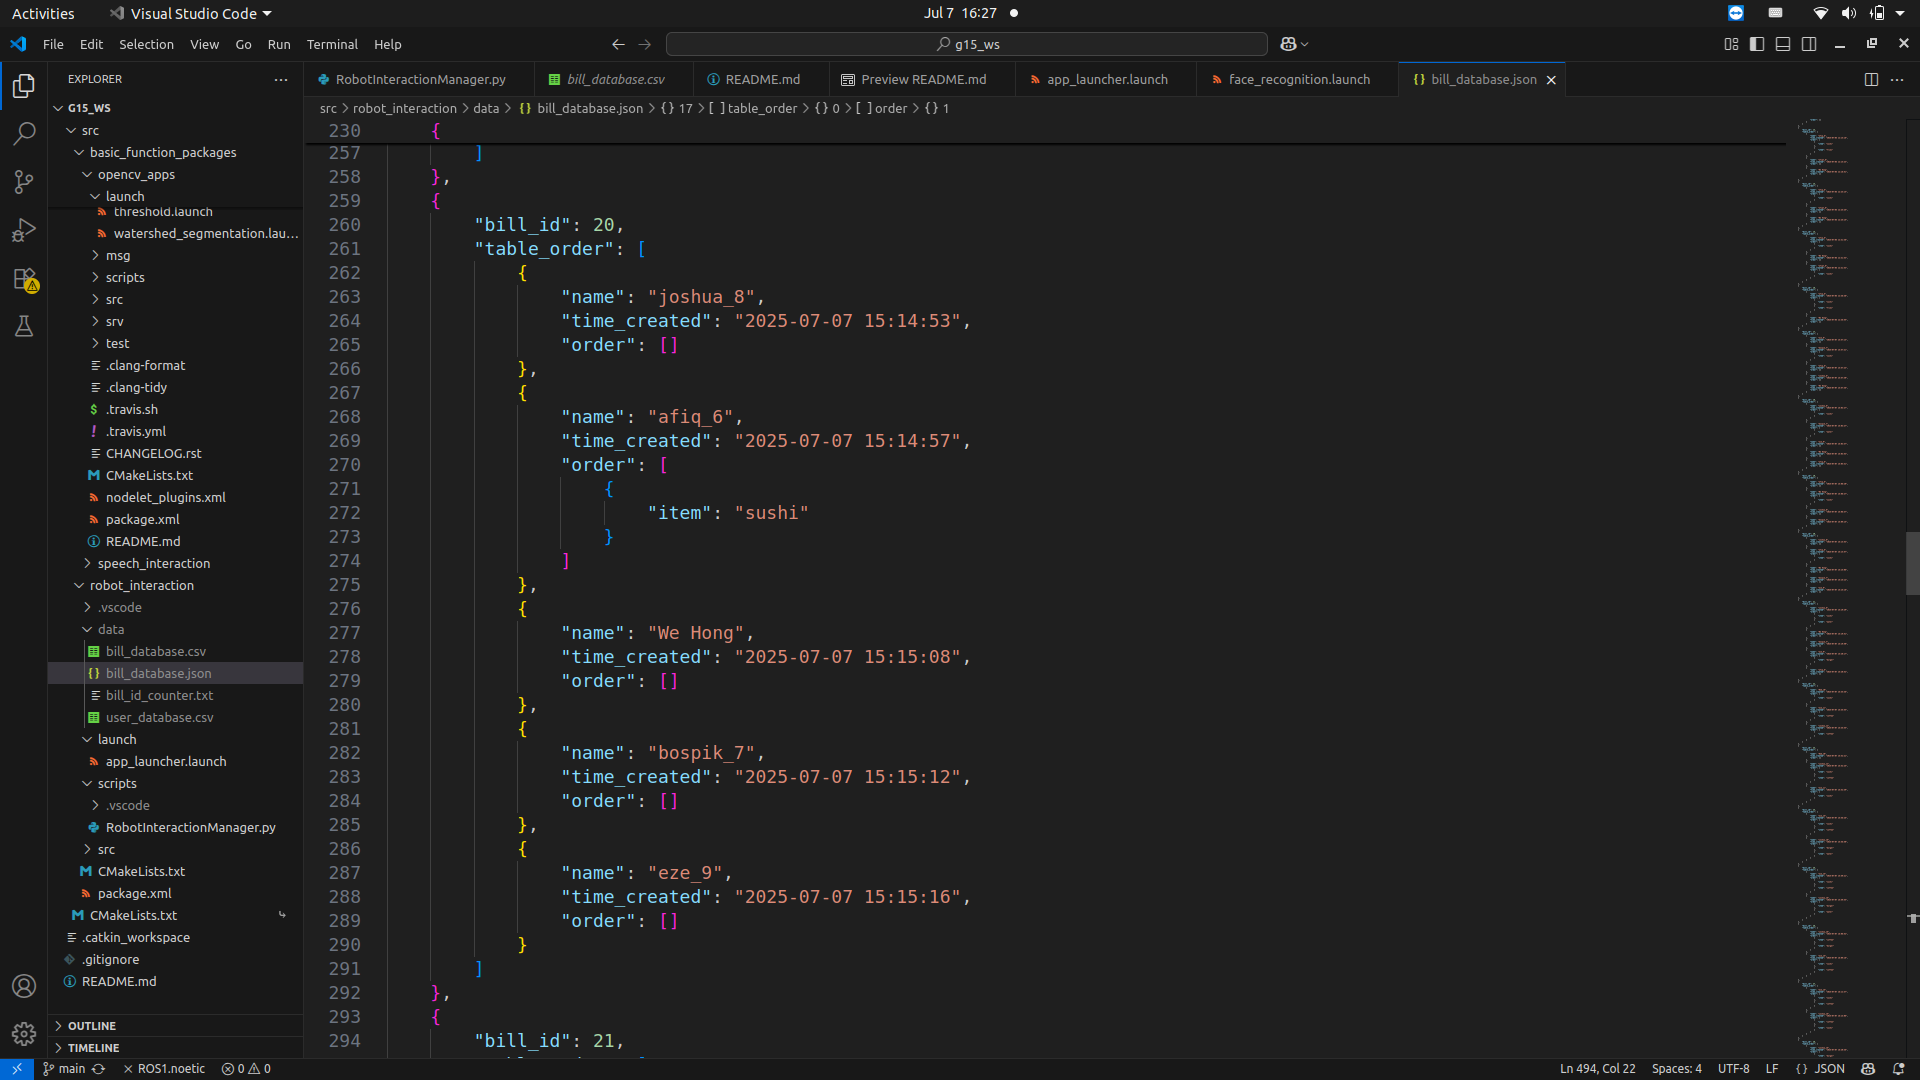 Activities
Visual Studio Code
Jul 7 16:27
File Edit Selection View Go Run Terminal Help
g15_ws
EXPLORER
RobotInteractionManager.py
bill_database.csv
README.md
Preview README.md
app_launcher.launch
face_recognition.launch
{} bill_database.json
src > robot_interaction > data > {} bill_database.json > {} 17 > [ ] table_order > {} 0 > [ ] order > {} 1
G15_WS
src
basic_function_packages
opencv_apps
launch
threshold.launch
watershed_segmentation.lau...
msg
scripts
src
srv
test
.clang-format
.clang-tidy
$ .travis.sh
! .travis.yml
CHANGELOG.rst
M CMakeLists.txt
nodelet_plugins.xml
package.xml
README.md
speech_interaction
robot_interaction
.vscode
data
bill_database.csv
{} bill_database.json
bill_id_counter.txt
user_database.csv
launch
app_launcher.launch
scripts
.vscode
RobotInteractionManager.py
src
M CMakeLists.txt
package.xml
M CMakeLists.txt
.catkin_workspace
.gitignore
README.md
OUTLINE
TIMELINE
230 {
257 ]
258 },
259 {
260 "bill_id": 20,
261 "table_order": [
262 {
263 "name": "joshua_8",
264 "time_created": "2025-07-07 15:14:53",
265 "order": []
266 },
267 {
268 "name": "afiq_6",
269 "time_created": "2025-07-07 15:14:57",
270 "order": [
271 {
272 "item": "sushi"
273 }
274 ]
275 },
276 {
277 "name": "We Hong",
278 "time_created": "2025-07-07 15:15:08",
279 "order": []
280 },
281 {
282 "name": "bospik_7",
283 "time_created": "2025-07-07 15:15:12",
284 "order": []
285 },
286 {
287 "name": "eze_9",
288 "time_created": "2025-07-07 15:15:16",
289 "order": []
290 }
291 ]
292 },
293 {
294 "bill_id": 21,
main
ROS1.noetic
0 0
Ln 494, Col 22
Spaces: 4
UTF-8
LF
{} JSON